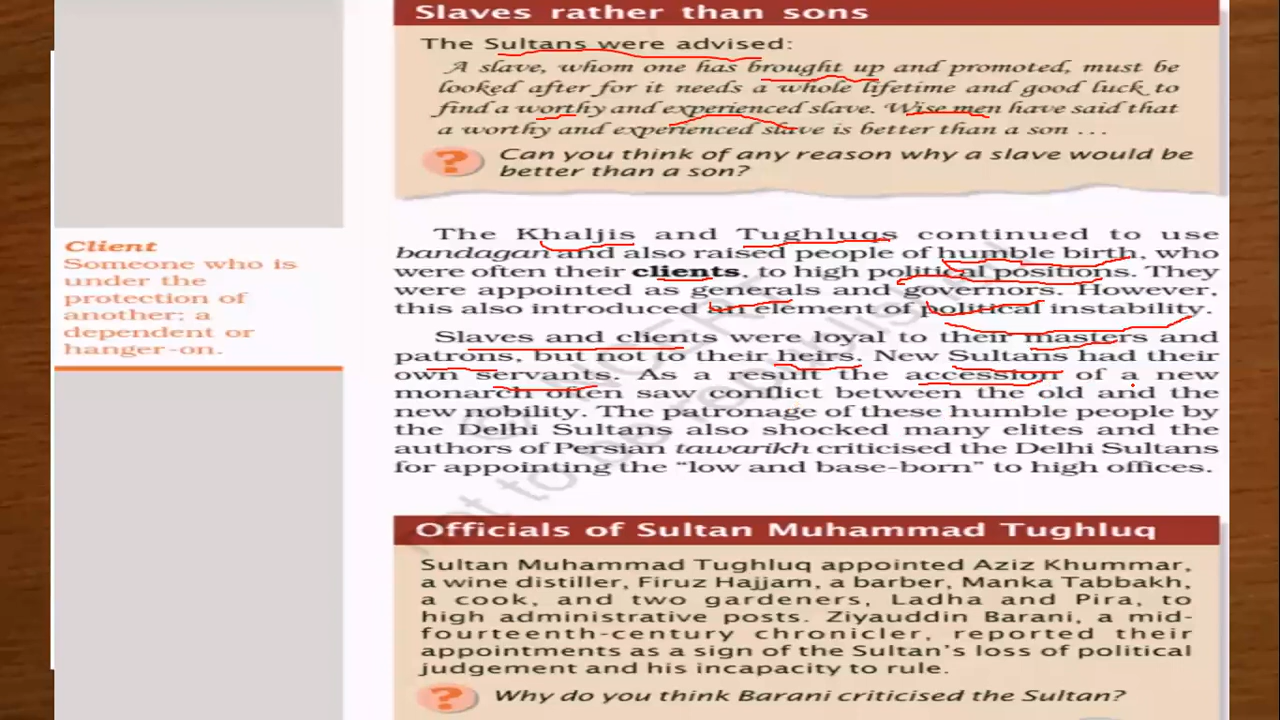 Slaves rather than sons
The Sultans were advised:
A slave, whom one has brought up and promoted, must be
looked after for it needs a whole lifetime and good luck to
find a worthy and experienced slave. Wise men have said that
a worthy and experienced slave is better than a son ...
? Can you think of any reason why a slave would be
better than a son?
Client
Someone who is
under the
protection of
another; a
dependent or
hanger-on.
The Khaljis and Tughluqs continued to use
bandagan and also raised people of humble birth, who
were often their clients, to high political positions. They
were appointed as generals and governors. However,
this also introduced an element of political instability.
Slaves and clients were loyal to their masters and
patrons, but not to their heirs. New Sultans had their
own servants. As a result the accession of a new
monarch often saw conflict between the old and the
new nobility. The patronage of these humble people by
the Delhi Sultans also shocked many elites and the
authors of Persian tawarikh criticised the Delhi Sultans
for appointing the “low and base-born” to high offices.
Officials of Sultan Muhammad Tughluq
Sultan Muhammad Tughluq appointed Aziz Khummar,
a wine distiller, Firuz Hajjam, a barber, Manka Tabbakh,
a cook, and two gardeners, Ladha and Pira, to
high administrative posts. Ziyauddin Barani, a mid-
fourteenth-century chronicler, reported their
appointments as a sign of the Sultan’s loss of political
judgement and his incapacity to rule.
? Why do you think Barani criticised the Sultan?
© NCERT
not to be republished